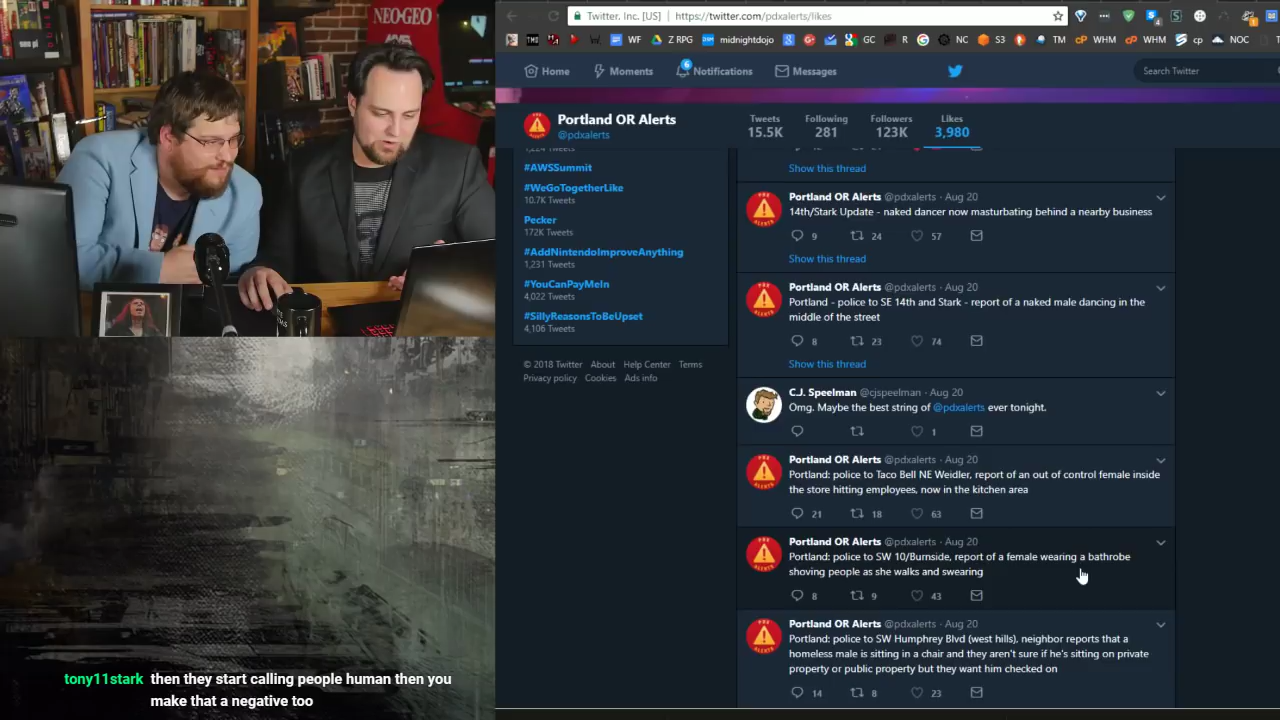 NEO-GEO
Twitter, Inc. [US]
https://twitter.com/pdxalerts/likes
WF
Z RPG
midnightdojo
GC
R
NC
S3
TM
WHM
WHM
cp
NOC
Home
Moments
6
Notifications
Messages
Search Twitter
Portland OR Alerts
@pdxalerts
Tweets
15.5K
Following
281
Followers
123K
Likes
3,980
#AWSSummit
#WeGoTogetherLike
10.7K Tweets
Pecker
172K Tweets
#AddNintendoImproveAnything
1,231 Tweets
#YouCanPayMeIn
4,022 Tweets
#SillyReasonsToBeUpset
4,106 Tweets
© 2018 Twitter About Help Center Terms
Privacy policy Cookies Ads info
Show this thread
Portland OR Alerts @pdxalerts · Aug 20
14th/Stark Update - naked dancer now masturbating behind a nearby business
9 24 57
Show this thread
Portland OR Alerts @pdxalerts · Aug 20
Portland - police to SE 14th and Stark - report of a naked male dancing in the
middle of the street
8 23 74
Show this thread
C.J. Speelman @cjspeelman · Aug 20
Omg. Maybe the best string of @pdxalerts ever tonight.
1
Portland OR Alerts @pdxalerts · Aug 20
Portland: police to Taco Bell NE Weidler, report of an out of control female inside
the store hitting employees, now in the kitchen area
21 18 63
Portland OR Alerts @pdxalerts · Aug 20
Portland: police to SW 10/Burnside, report of a female wearing a bathrobe
shoving people as she walks and swearing
8 9 43
Portland OR Alerts @pdxalerts · Aug 20
Portland: police to SW Humphrey Blvd (west hills), neighbor reports that a
homeless male is sitting in a chair and they aren't sure if he's sitting on private
property or public property but they want him checked on
14 8 23
tony11stark then they start calling people human then you
make that a negative too